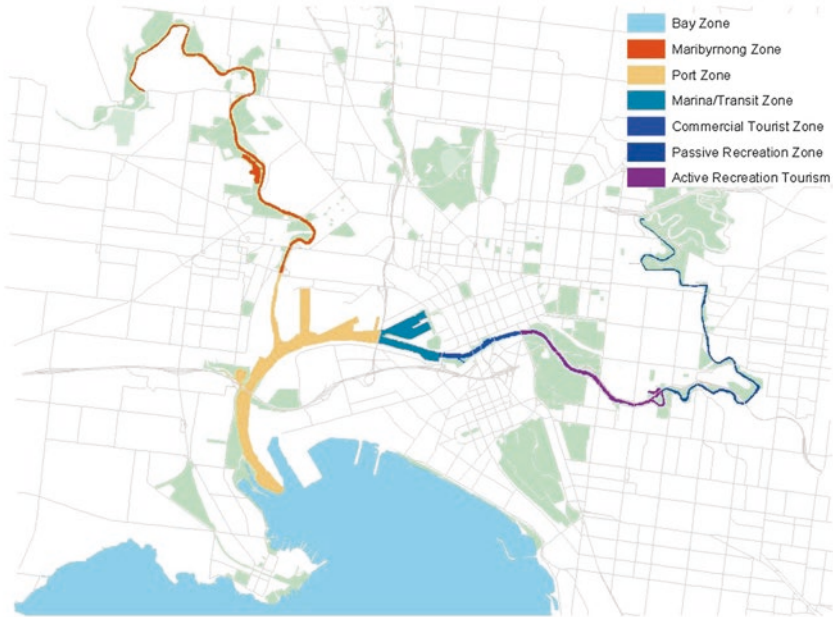 Bay Zone
Maribyrnong Zone
Port Zone
Marina/Transit Zone
Commercial Tourist Zone
Passive Recreation Zone
Active Recreation Tourism